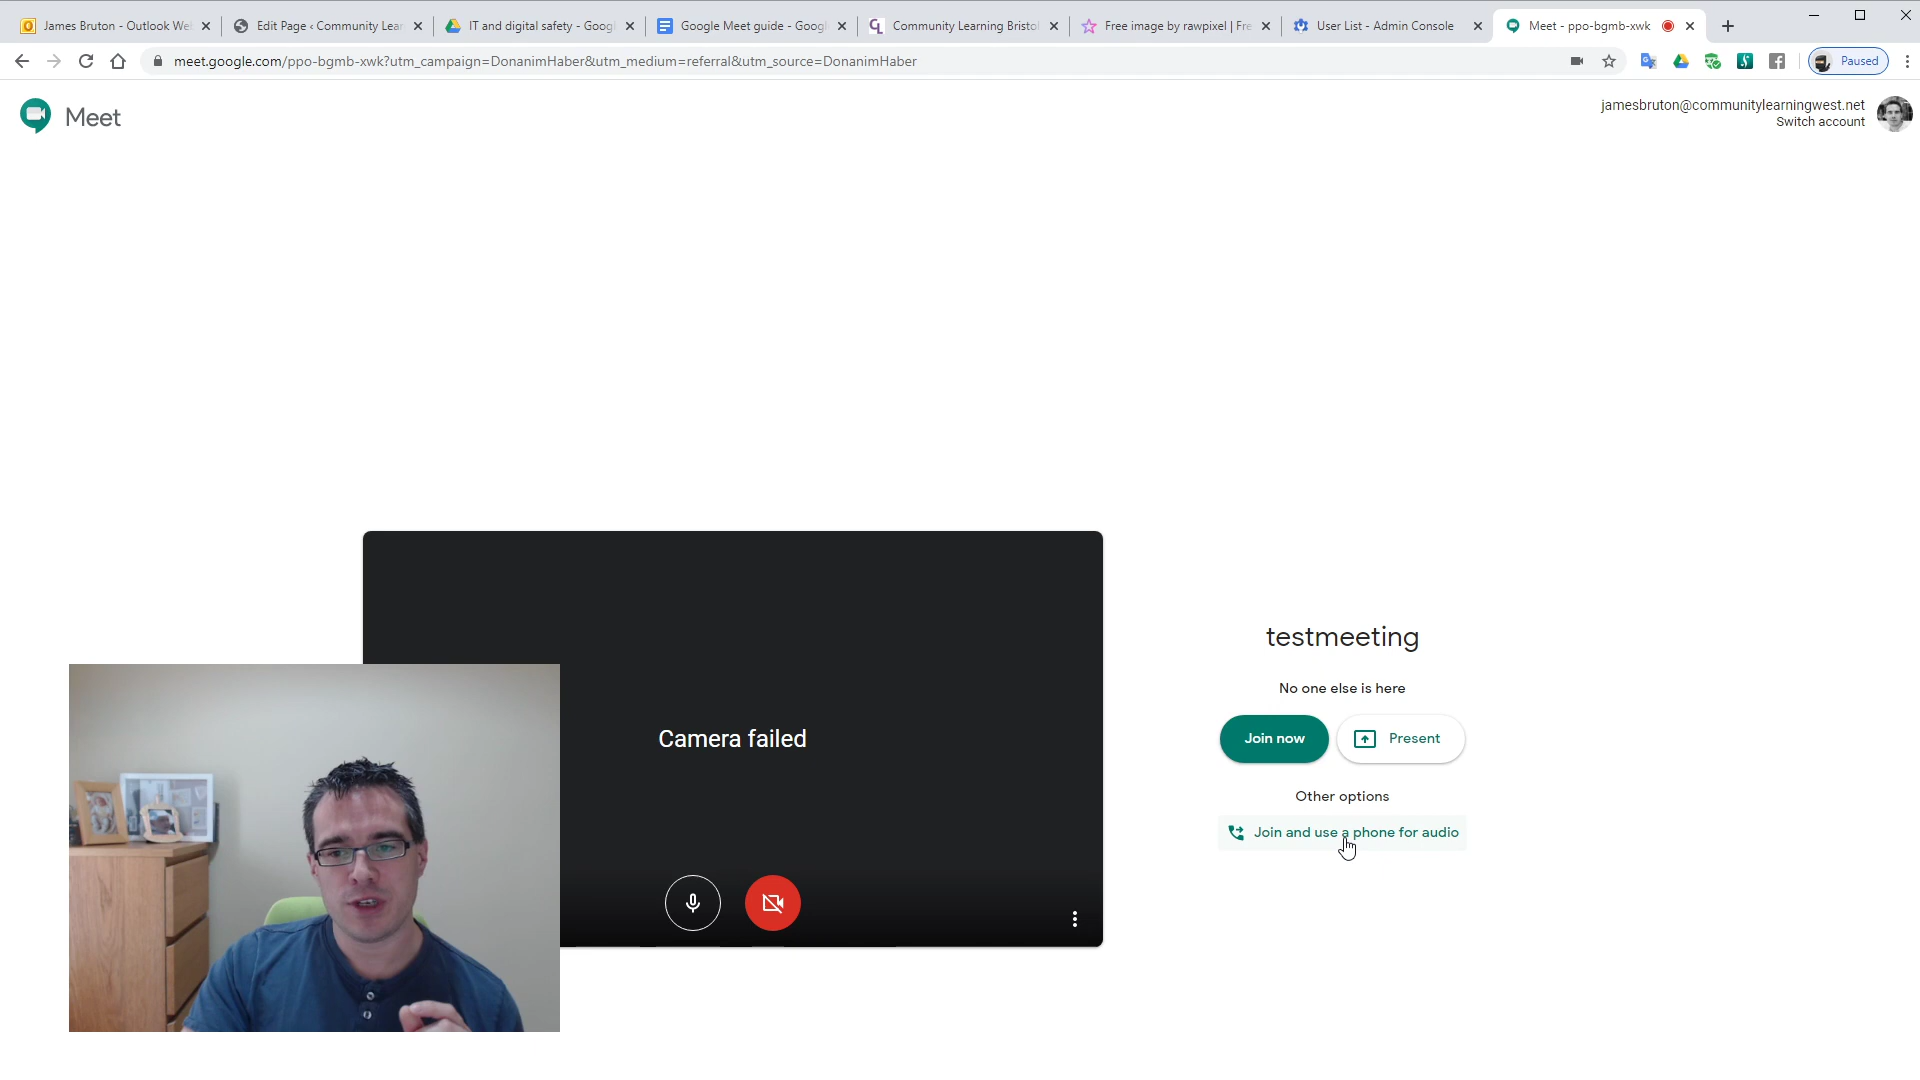 James Bruton - Outlook We
Edit Page ‹ Community Lear
IT and digital safety - Googl
Google Meet guide - Googl
Community Learning Bristol
Free image by rawpixel | Fre
User List - Admin Console
Meet - ppo-bgmb-xwk
meet.google.com/ppo-bgmb-xwk?utm_campaign=DonanimHaber&utm_medium=referral&utm_source=DonanimHaber
Paused
Meet
jamesbruton@communitylearningwest.net
Switch account
Camera failed
testmeeting
No one else is here
Join now
Present
Other options
Join and use a phone for audio